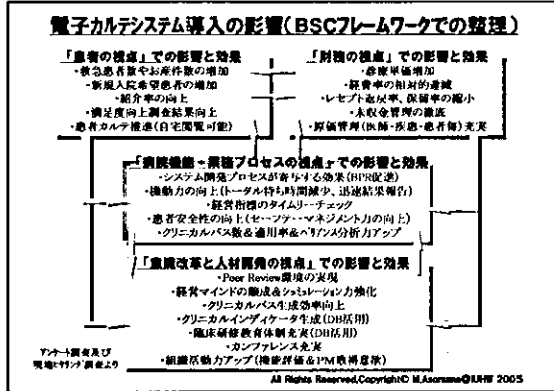 電子カルテシステム導入の影響(BSCフレームワークでの整理)
「患者の視点」での影響と効果
・救急患者数やお産件数の増加
・新規入院希望患者の増加
・紹介率の向上
・満足度向上調査結果向上
・患者カルテ推進(自宅閲覧可能)
「財務の視点」での影響と効果
・診療単価増加
・経費率の相対的逓減
・レセプト返戻率、保留率の縮小
・未収金管理の徹底
・原価管理(医師・疾患・患者毎)充実
「病院機能・業務プロセスの視点」での影響と効果
・システム開発プロセスが寄与する効果(BPR促進)
・機動力の向上(トータル待ち時間減少、迅速結果報告)
・経営指標のタイムリーチェック
・患者安全性の向上(セーフティーマネジメント力の向上)
・クリニカルパス数&適用率&バリアンス分析力アップ
「意識改革と人材開発の視点」での影響と効果
・Peer Review環境の実現
・経営マインドの醸成&シュミレーション力強化
・クリニカルパス生成効率向上
・クリニカルインディケータ生成(DB活用)
・臨床研修教育体制充実(DB活用)
・カンファレンス充実
・組織活動力アップ(機能評価&PM取得意欲)
アンケート調査及び
現地ヒヤリング調査より
All Rights Reserved,Copyright© M.Asonuma@IUHW 2005